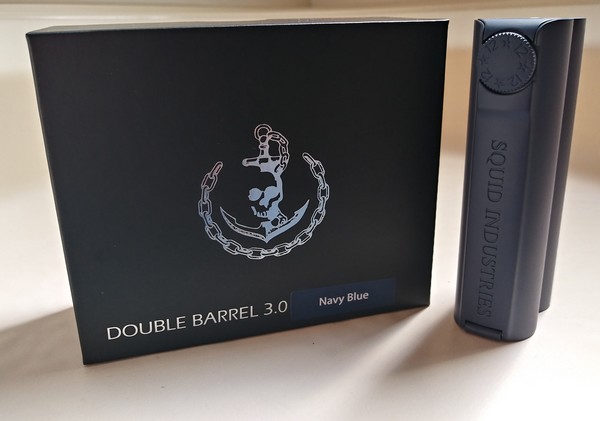 DOUBLE BARREL 3.0
Navy Blue
SQUID INDUSTRIES